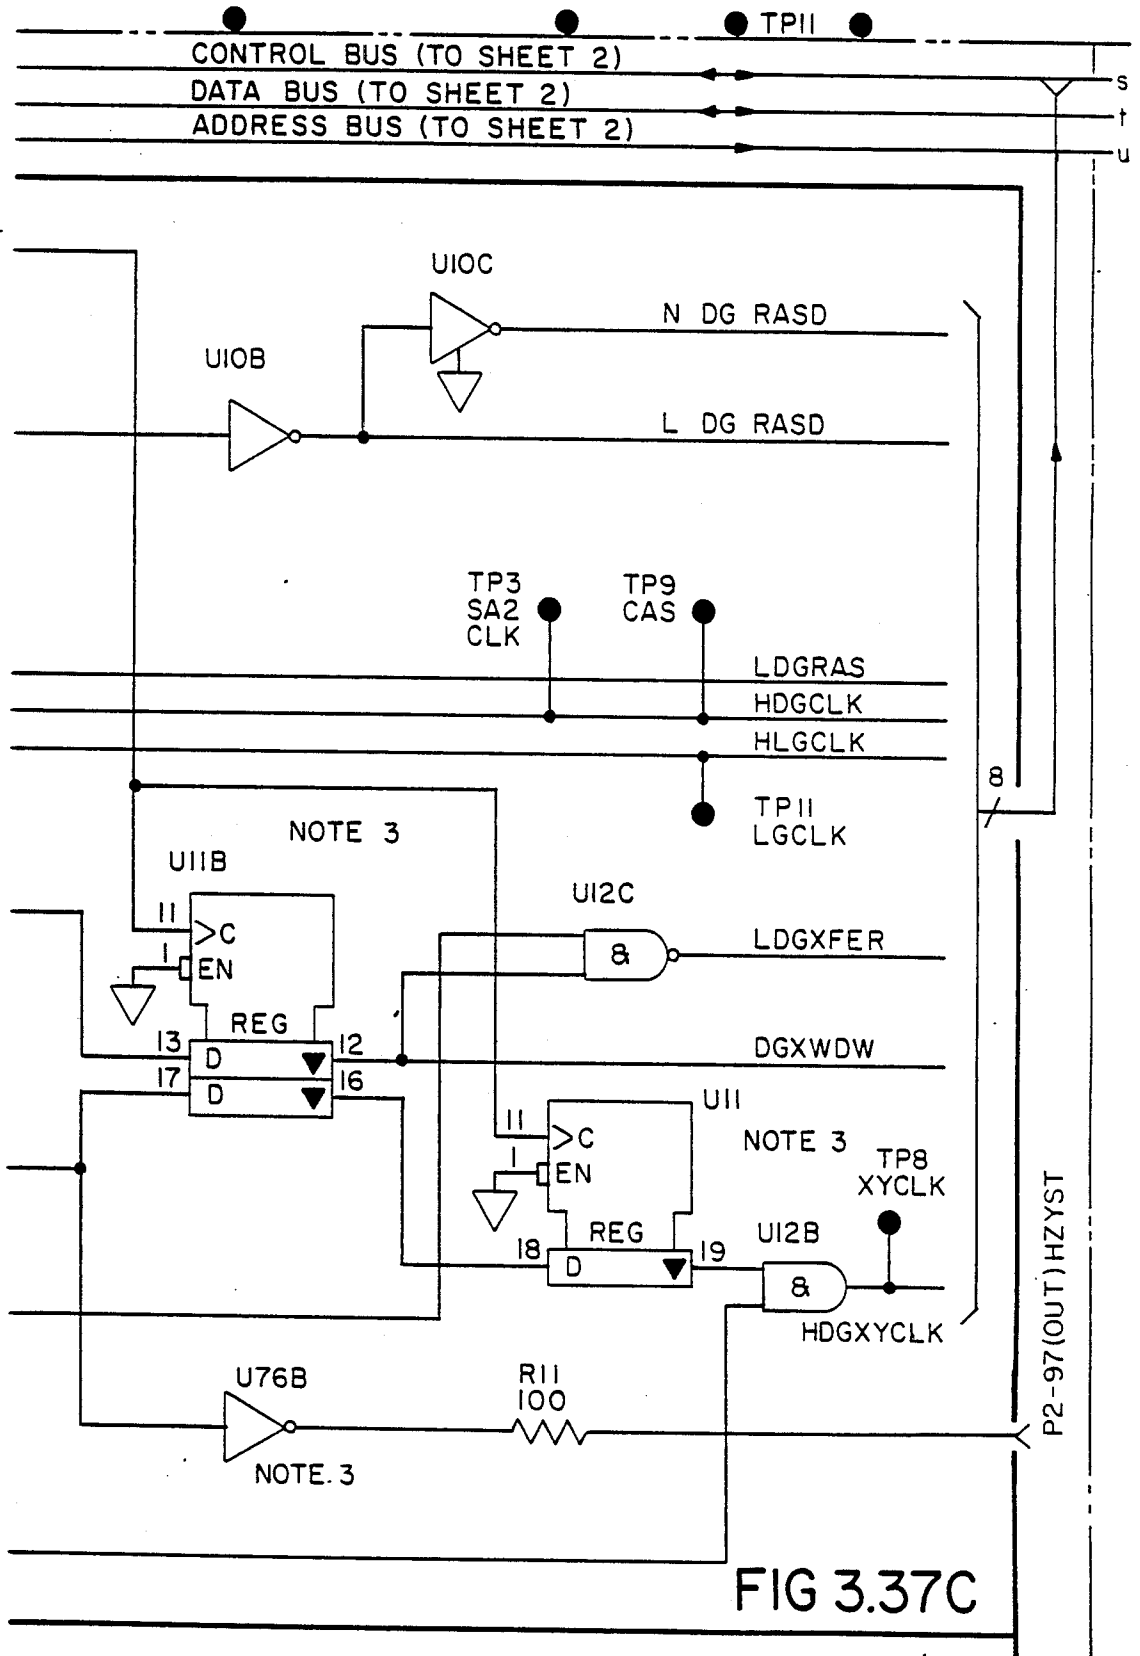 TP11
CONTROL BUS (TO SHEET 2)
s
DATA BUS (TO SHEET 2)
t
ADDRESS BUS (TO SHEET 2)
u
U10C
N DG RASD
U10B
L DG RASD
TP3
SA2
CLK
TP9
CAS
LDGRAS
HDGCLK
HLGCLK
8
TP11
LGCLK
NOTE 3
U11B
11
C
1
EN
REG
13
D
12
17
D
16
U12C
&
LDGXFER
DGXWDW
U11
11
C
1
EN
NOTE 3
REG
18
D
19
TP8
XYCLK
U12B
&
HDGXYCLK
P2-97(OUT)HZYST
U76B
NOTE.3
R11
100
FIG 3.37C